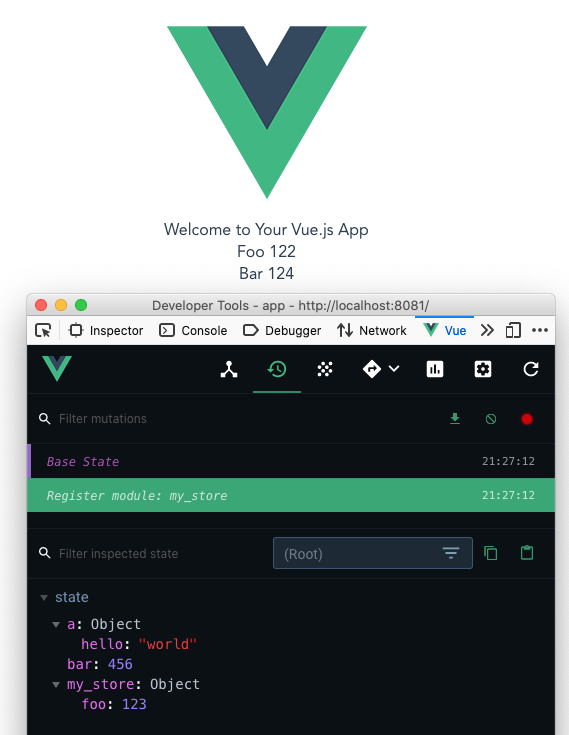 Welcome to Your Vue.js App
Foo 122
Bar 124
Developer Tools - app - http://localhost:8081/
Inspector Console Debugger Network Vue
Filter mutations
Base State 21:27:12
Register module: my_store 21:27:12
Filter inspected state (Root)
state
a: Object
hello: "world"
bar: 456
my_store: Object
foo: 123